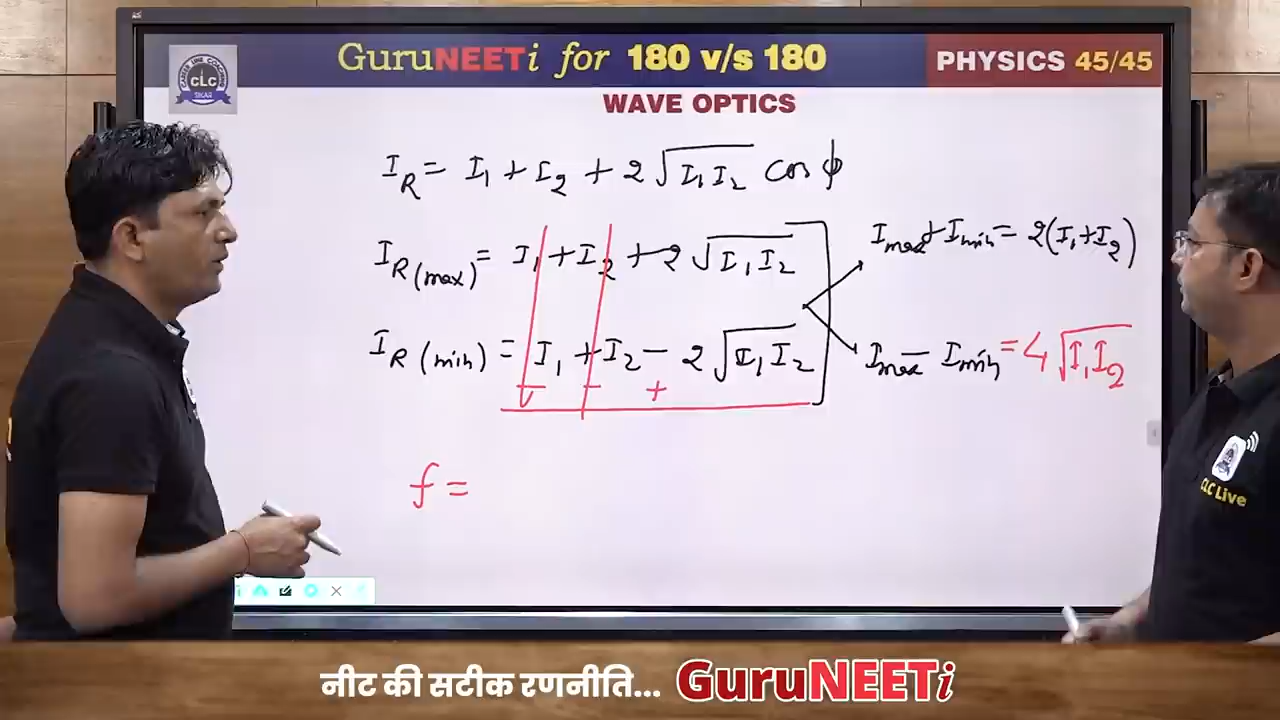 GuruNEETi for 180 v/s 180
PHYSICS 45/45
CLC
SIKAR
WAVE OPTICS
I_R = I_1 + I_2 + 2√(I_1 I_2) cos φ
I_R(max) = I_1 + I_2 + 2√(I_1 I_2)
I_max + I_min = 2(I_1 + I_2)
I_R(min) = I_1 + I_2 − 2√(I_1 I_2)
I_max − I_min = 4√(I_1 I_2)
− − +
f =
CLC Live
नीट की सटीक रणनीति... GuruNEETi